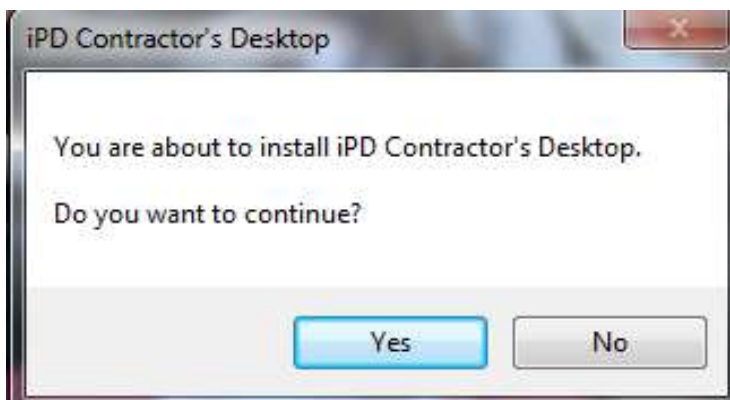 iPD Contractor's Desktop
You are about to install iPD Contractor's Desktop.
Do you want to continue?
Yes
No